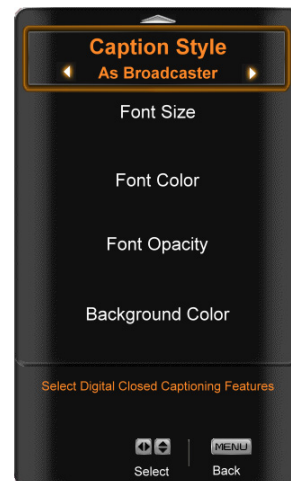 Caption Style
As Broadcaster
Font Size
Font Color
Font Opacity
Background Color
Select Digital Closed Captioning Features
MENU
Select Back